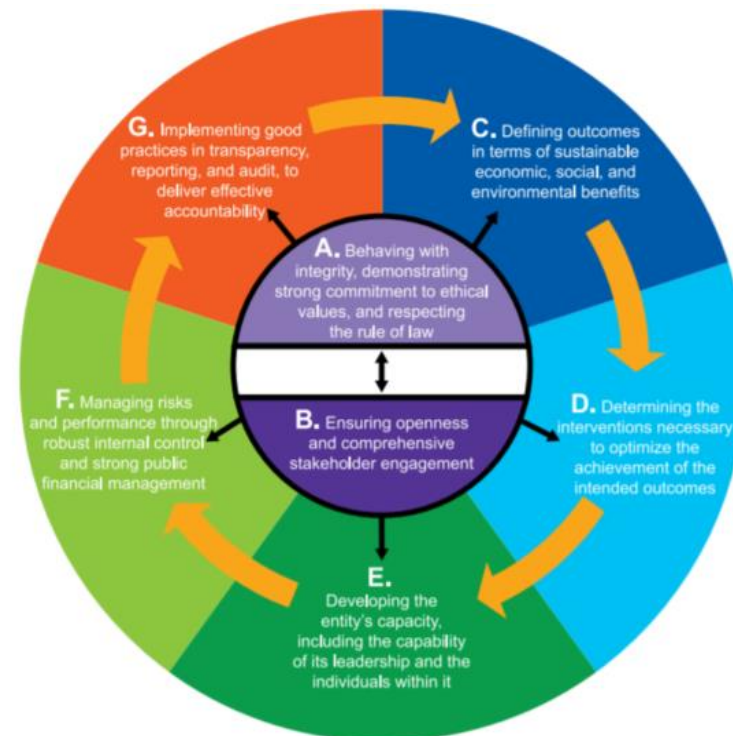 G. Implementing good
practices in transparency,
reporting, and audit, to
deliver effective
accountability
C. Defining outcomes
in terms of sustainable
economic, social, and
environmental benefits
A. Behaving with
integrity, demonstrating
strong commitment to ethical
values, and respecting
the rule of law
B. Ensuring openness
and comprehensive
stakeholder engagement
D. Determining the
interventions necessary
to optimize the
achievement of the
intended outcomes
E.
Developing the
entity's capacity,
including the capability
of its leadership and the
individuals within it
F. Managing risks
and performance through
robust internal control
and strong public
financial management